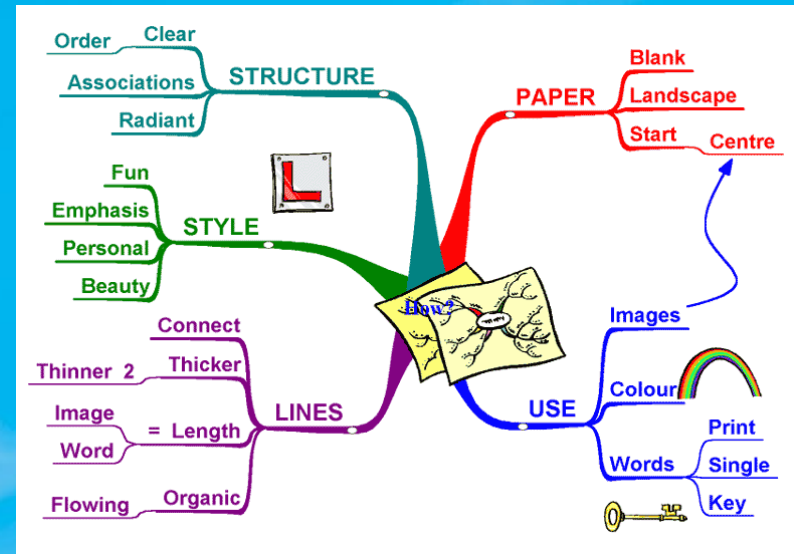 How?
PAPER
Blank
Landscape
Start
Centre
USE
Images
Colour
Words
Print
Single
Key
LINES
Connect
Thicker
Thinner 2
= Length
Image
Word
Organic
Flowing
STYLE
Fun
Emphasis
Personal
Beauty
STRUCTURE
Clear
Order
Associations
Radiant
L